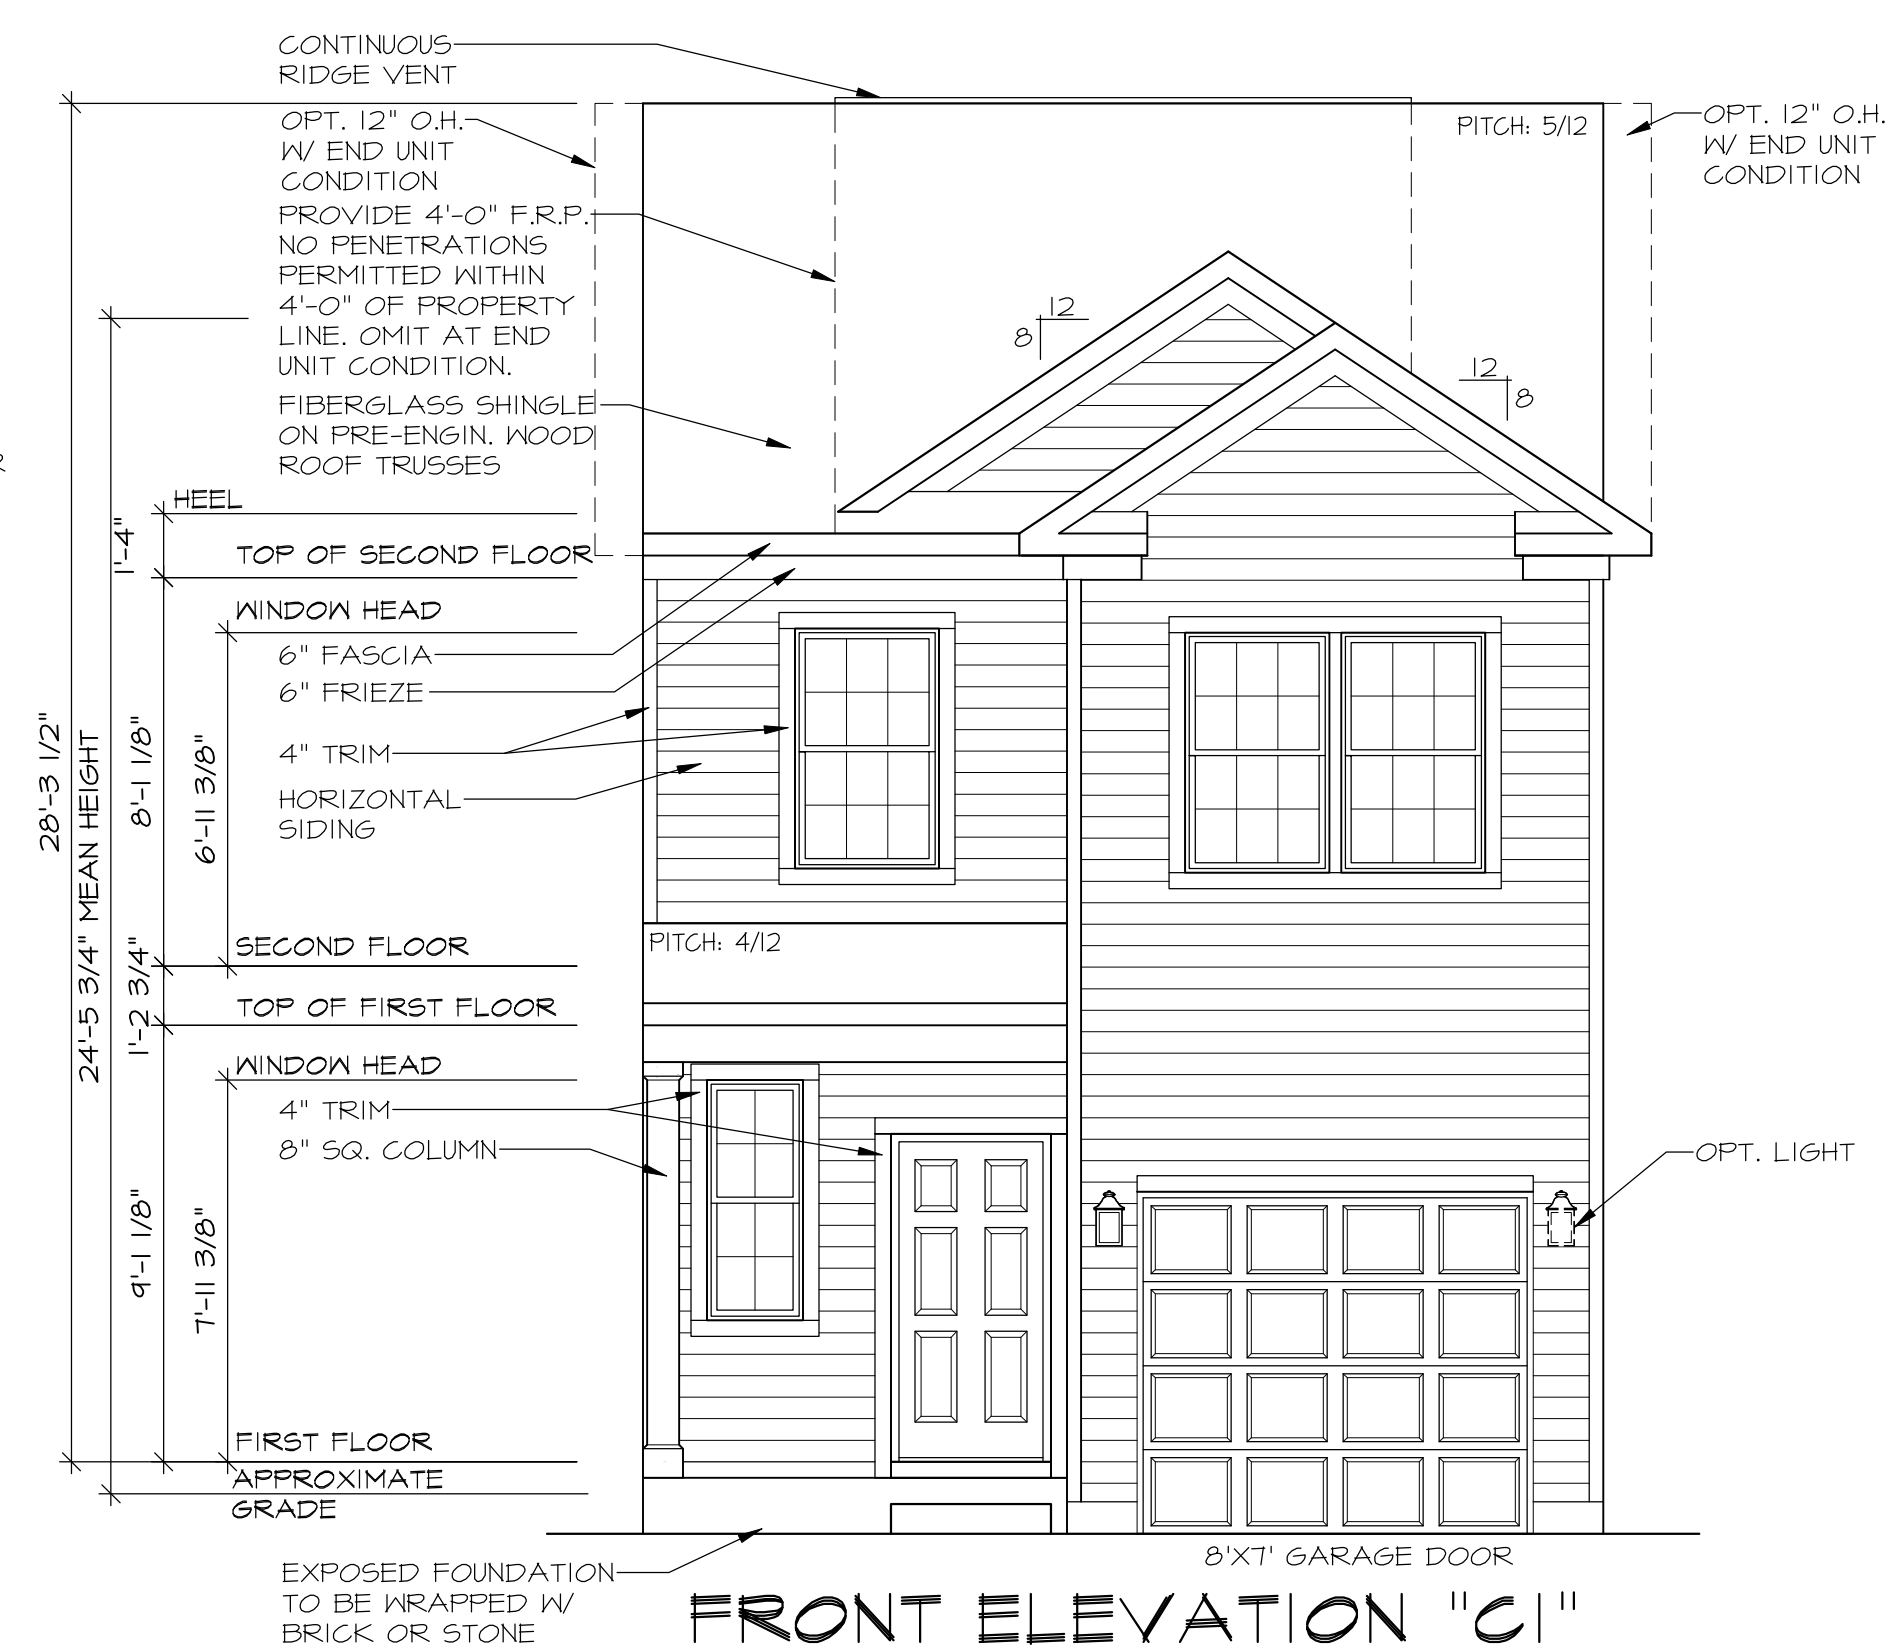 CONTINUOUS
RIDGE VENT
OPT. 12" O.H.
W/ END UNIT
CONDITION
PROVIDE 4'-0" F.R.P.
NO PENETRATIONS
PERMITTED WITHIN
4'-0" OF PROPERTY
LINE. OMIT AT END
UNIT CONDITION.
FIBERGLASS SHINGLE
ON PRE-ENGIN. WOOD
ROOF TRUSSES
HEEL
TOP OF SECOND FLOOR
WINDOW HEAD
6" FASCIA
6" FRIEZE
4" TRIM
HORIZONTAL
SIDING
SECOND FLOOR
TOP OF FIRST FLOOR
WINDOW HEAD
4" TRIM
8" SQ. COLUMN
FIRST FLOOR
APPROXIMATE
GRADE
EXPOSED FOUNDATION
TO BE WRAPPED W/
BRICK OR STONE
28'-3 1/2"
24'-5 3/4" MEAN HEIGHT
1'-4"
8'-1 1/8"
1'-2 3/4"
9'-1 1/8"
6'-11 3/8"
7'-11 3/8"
R
PITCH: 5/12
OPT. 12" O.H.
W/ END UNIT
CONDITION
12
8
12
8
PITCH: 4/12
OPT. LIGHT
8'X7' GARAGE DOOR
FRONT ELEVATION "C1"